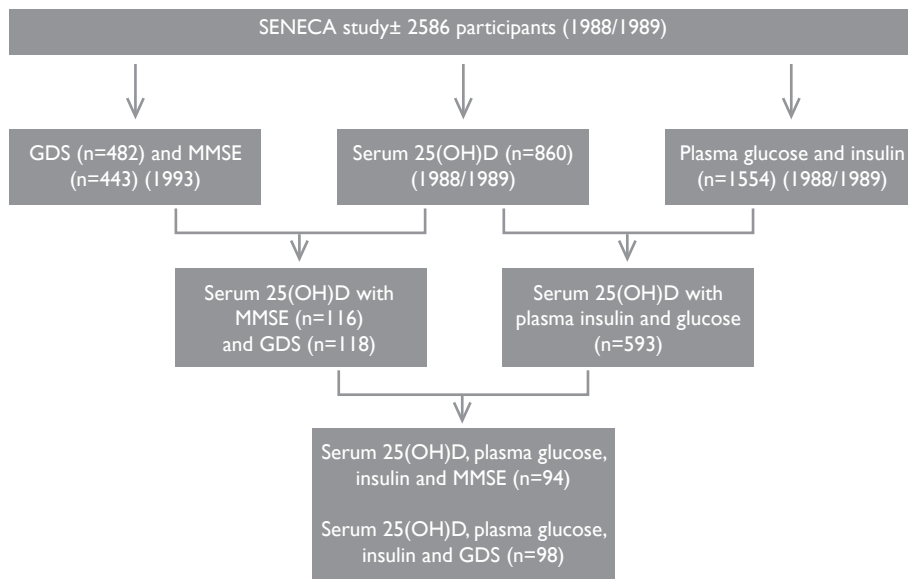 SENECA study± 2586 participants (1988/1989)
GDS (n=482) and MMSE
(n=443) (1993)
Serum 25(OH)D (n=860)
(1988/1989)
Plasma glucose and insulin
(n=1554) (1988/1989)
Serum 25(OH)D with
MMSE (n=116)
and GDS (n=118)
Serum 25(OH)D with
plasma insulin and glucose
(n=593)
Serum 25(OH)D, plasma glucose,
insulin and MMSE (n=94)
Serum 25(OH)D, plasma glucose,
insulin and GDS (n=98)